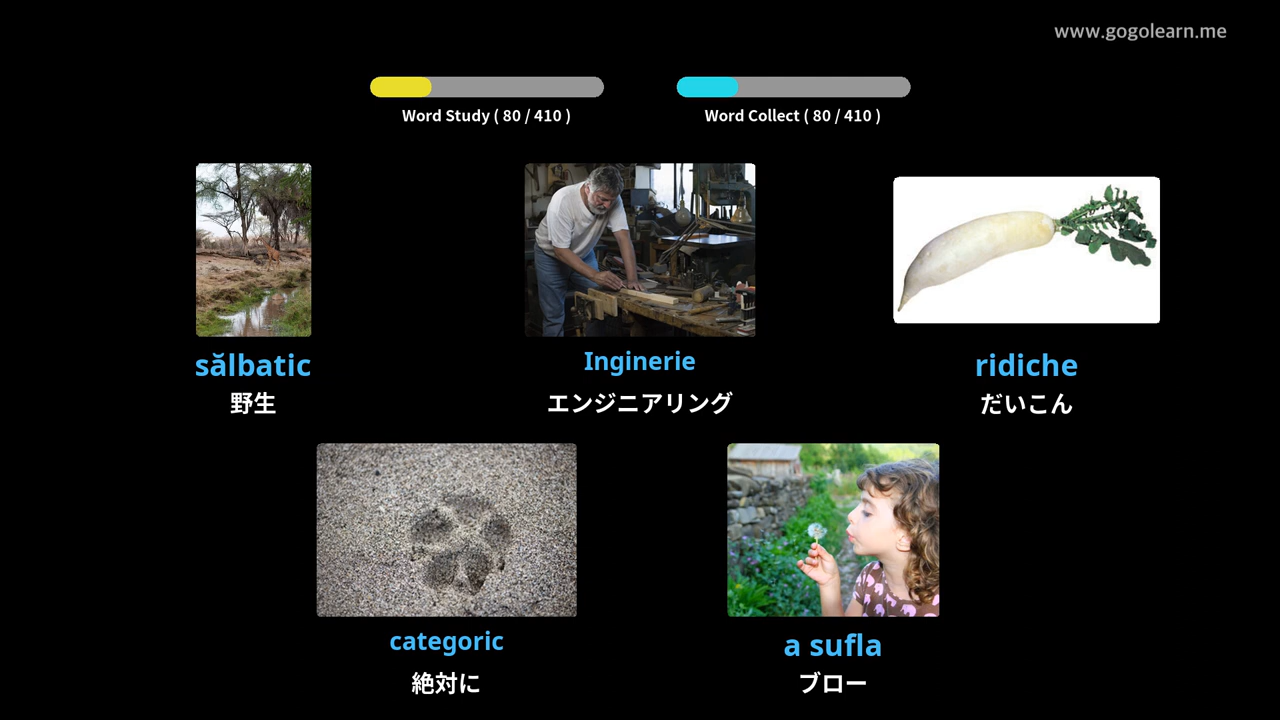 www.gogolearn.me
Word Study ( 80 / 410 )
Word Collect ( 80 / 410 )
sălbatic
野生
Inginerie
エンジニアリング
ridiche
だいこん
categoric
絶対に
a sufla
ブロー